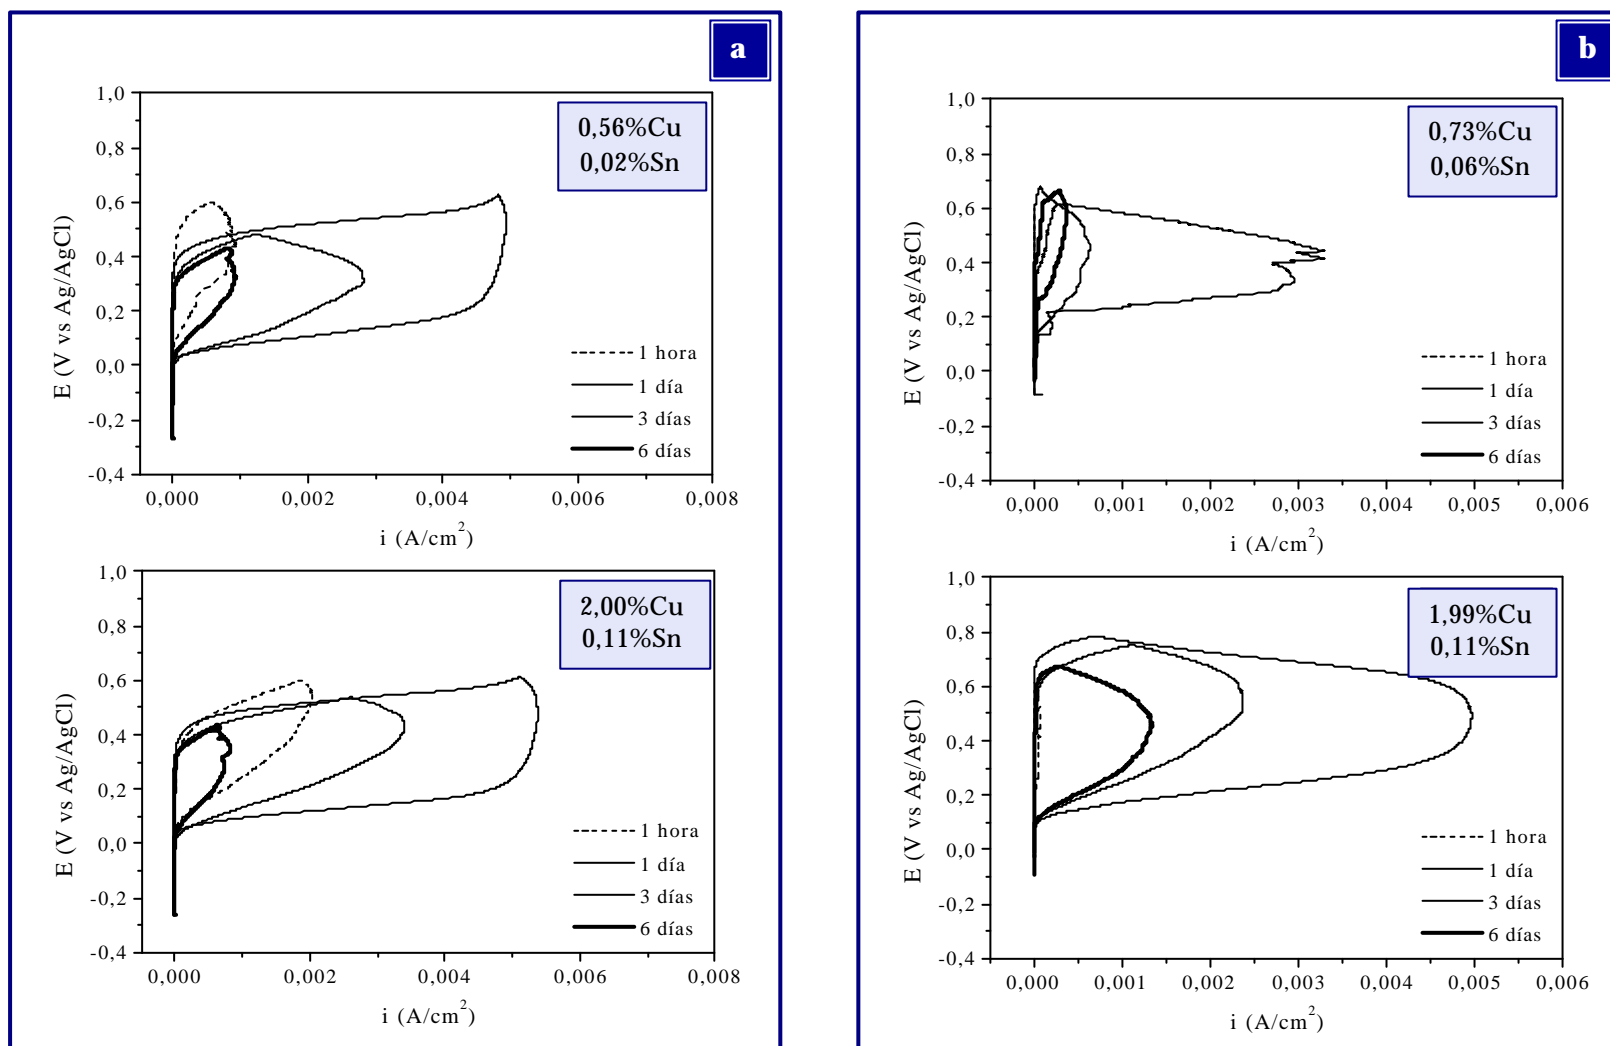 a
0,56%Cu
0,02%Sn
1,0
0,8
0,6
0,4
0,2
0,0
-0,2
-0,4
E (V vs Ag/AgCl)
1 hora
1 día
3 días
6 días
0,000 0,002 0,004 0,006 0,008
i (A/cm²)
2,00%Cu
0,11%Sn
1,0
0,8
0,6
0,4
0,2
0,0
-0,2
-0,4
E (V vs Ag/AgCl)
1 hora
1 día
3 días
6 días
0,000 0,002 0,004 0,006 0,008
i (A/cm²)
b
0,73%Cu
0,06%Sn
1,0
0,8
0,6
0,4
0,2
0,0
-0,2
-0,4
E (V vs Ag/AgCl)
1 hora
1 día
3 días
6 días
0,000 0,001 0,002 0,003 0,004 0,005 0,006
i (A/cm²)
1,99%Cu
0,11%Sn
1,0
0,8
0,6
0,4
0,2
0,0
-0,2
-0,4
E (V vs Ag/AgCl)
1 hora
1 día
3 días
6 días
0,000 0,001 0,002 0,003 0,004 0,005 0,006
i (A/cm²)